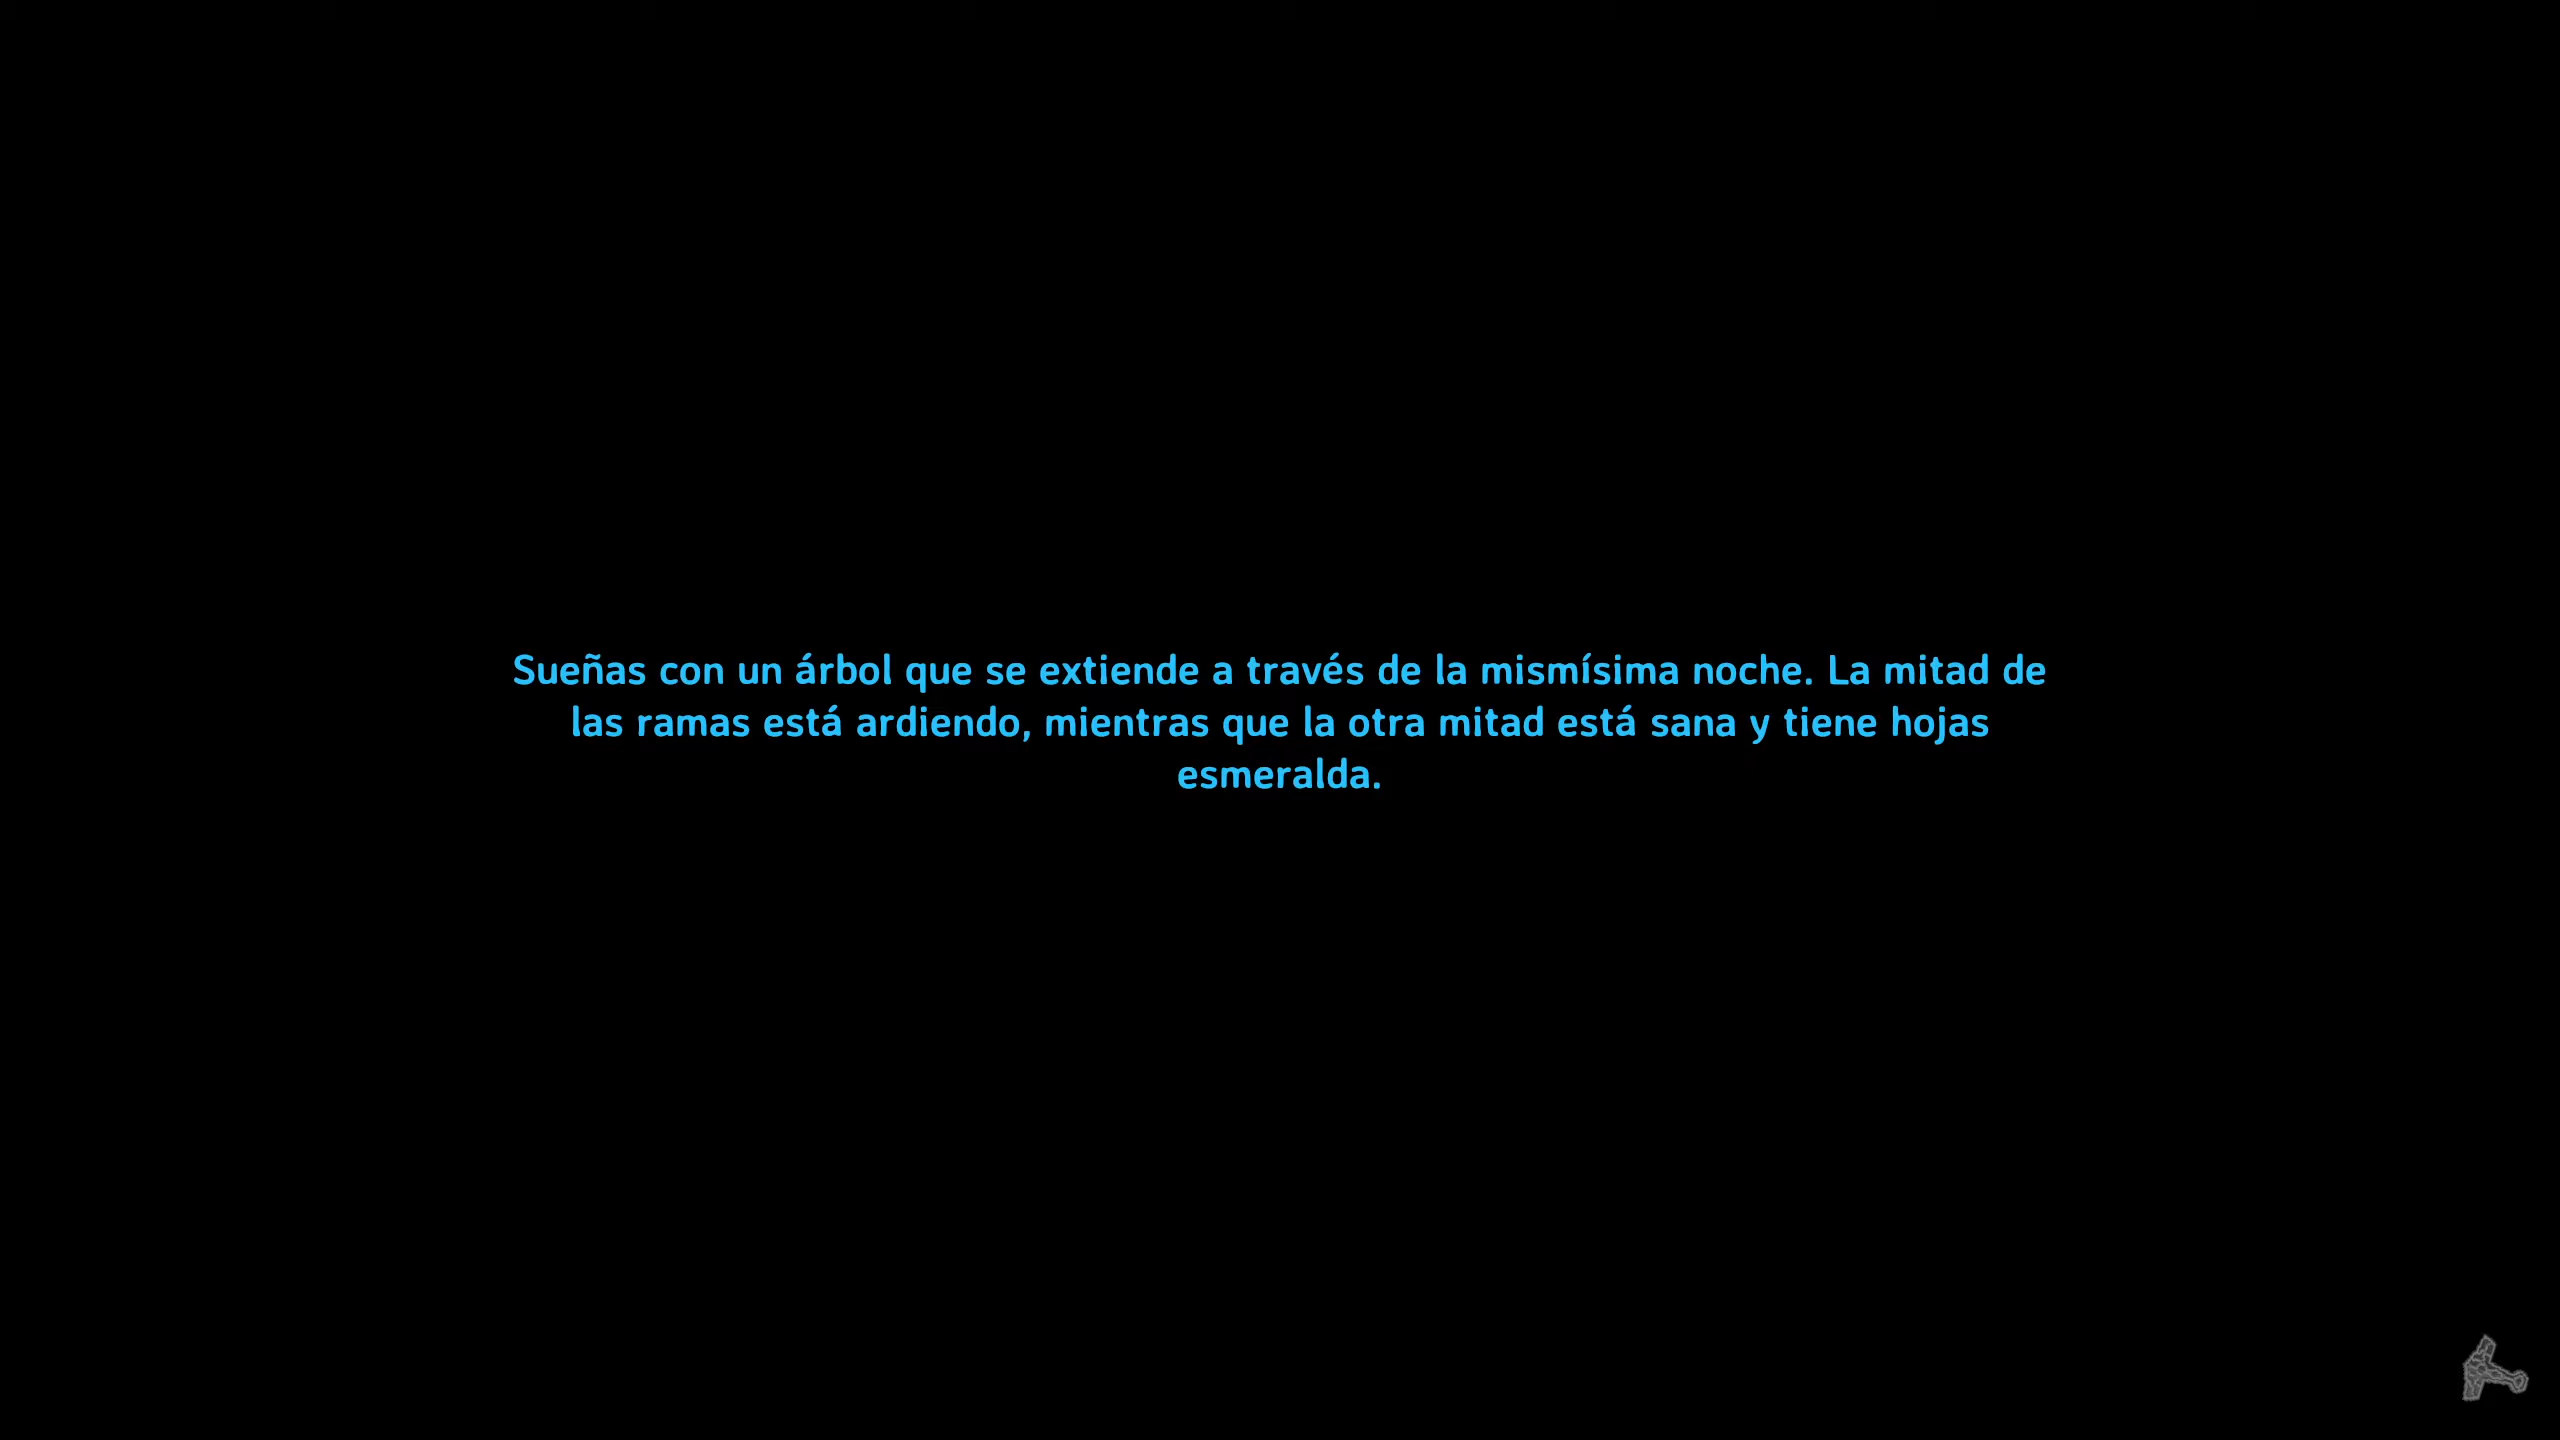 Sueñas con un árbol que se extiende a través de la mismísima noche. La mitad de
las ramas está ardiendo, mientras que la otra mitad está sana y tiene hojas
esmeralda.